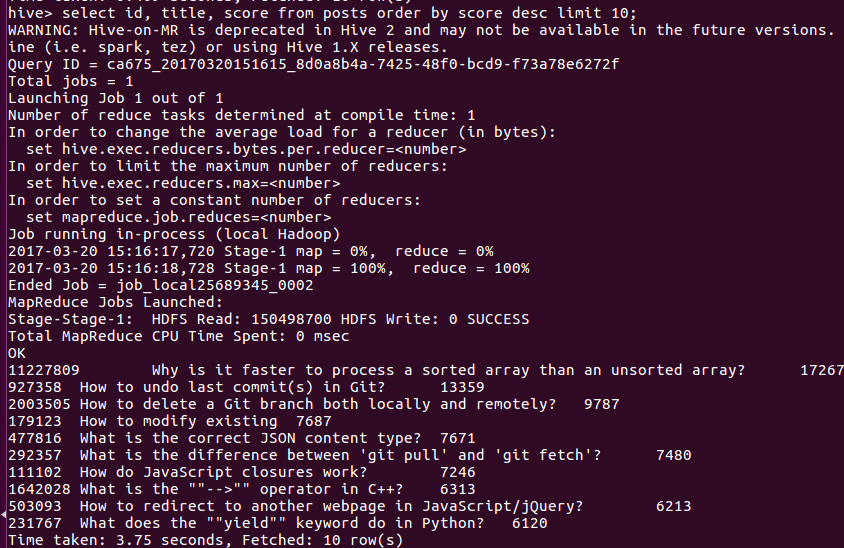 hive> select id, title, score from posts order by score desc limit 10;
WARNING: Hive-on-MR is deprecated in Hive 2 and may not be available in the future versions.
ine (i.e. spark, tez) or using Hive 1.X releases.
Query ID = ca675_20170320151615_8d0a8b4a-7425-48f0-bcd9-f73a78e6272f
Total jobs = 1
Launching Job 1 out of 1
Number of reduce tasks determined at compile time: 1
In order to change the average load for a reducer (in bytes):
  set hive.exec.reducers.bytes.per.reducer=<number>
In order to limit the maximum number of reducers:
  set hive.exec.reducers.max=<number>
In order to set a constant number of reducers:
  set mapreduce.job.reduces=<number>
Job running in-process (local Hadoop)
2017-03-20 15:16:17,720 Stage-1 map = 0%,  reduce = 0%
2017-03-20 15:16:18,728 Stage-1 map = 100%,  reduce = 100%
Ended Job = job_local25689345_0002
MapReduce Jobs Launched:
Stage-Stage-1:  HDFS Read: 150498700 HDFS Write: 0 SUCCESS
Total MapReduce CPU Time Spent: 0 msec
OK
11227809        Why is it faster to process a sorted array than an unsorted array?      17267
927358  How to undo last commit(s) in Git?      13359
2003505 How to delete a Git branch both locally and remotely?   9787
179123  How to modify existing  7687
477816  What is the correct JSON content type?  7671
292357  What is the difference between 'git pull' and 'git fetch'?      7480
111102  How do JavaScript closures work?        7246
1642028 What is the ""-->"" operator in C++?    6313
503093  How to redirect to another webpage in JavaScript/jQuery?        6213
231767  What does the ""yield"" keyword do in Python?   6120
Time taken: 3.75 seconds, Fetched: 10 row(s)